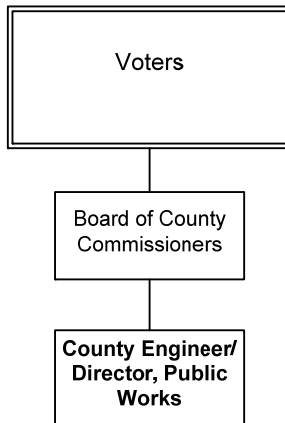 Voters
Board of County
Commissioners
County Engineer/
Director, Public
Works